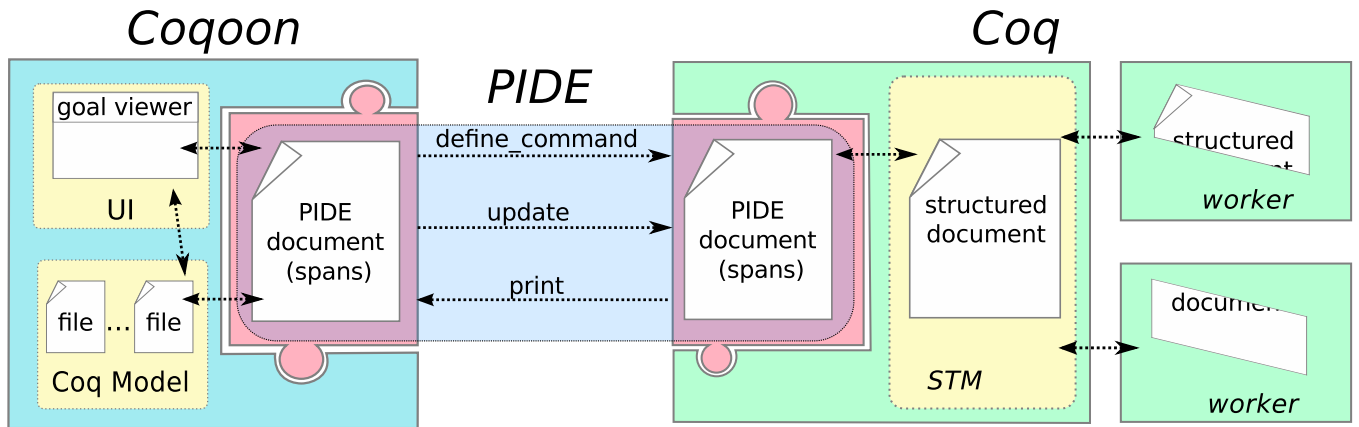 Coqoon
PIDE
Coq
goal viewer
UI
file
...
file
Coq Model
PIDE
document
(spans)
define_command
update
print
PIDE
document
(spans)
structured
document
STM
structured
worker
worker